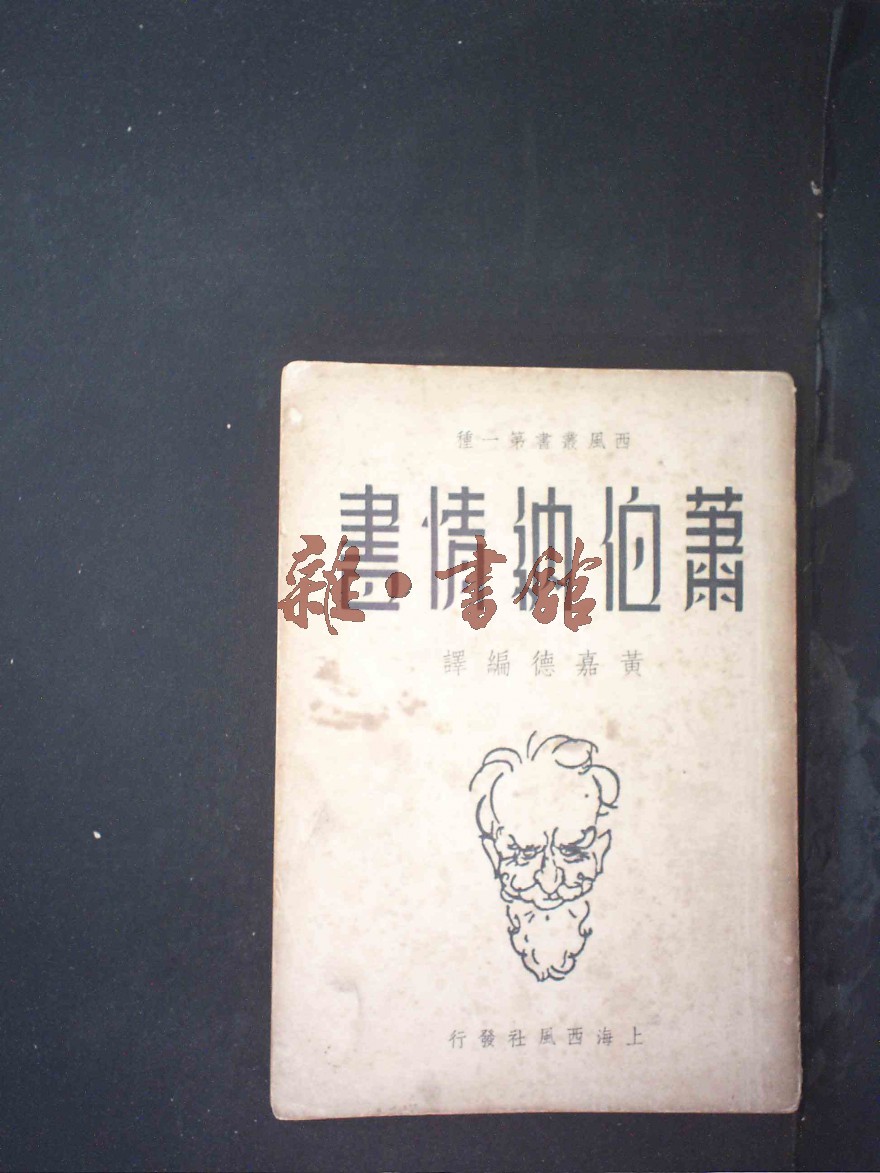 西風叢書第一種
蕭伯納情書
雜·書館
黃嘉德編譯
上海西風社發行